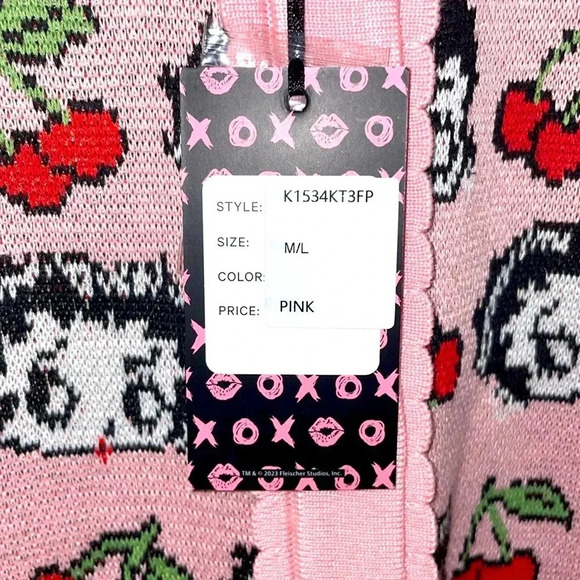 STYLE: K1534KT3FP
SIZE: M/L
COLOR:
PRICE: PINK
TM & © 2023 Fleischer Studios, Inc.